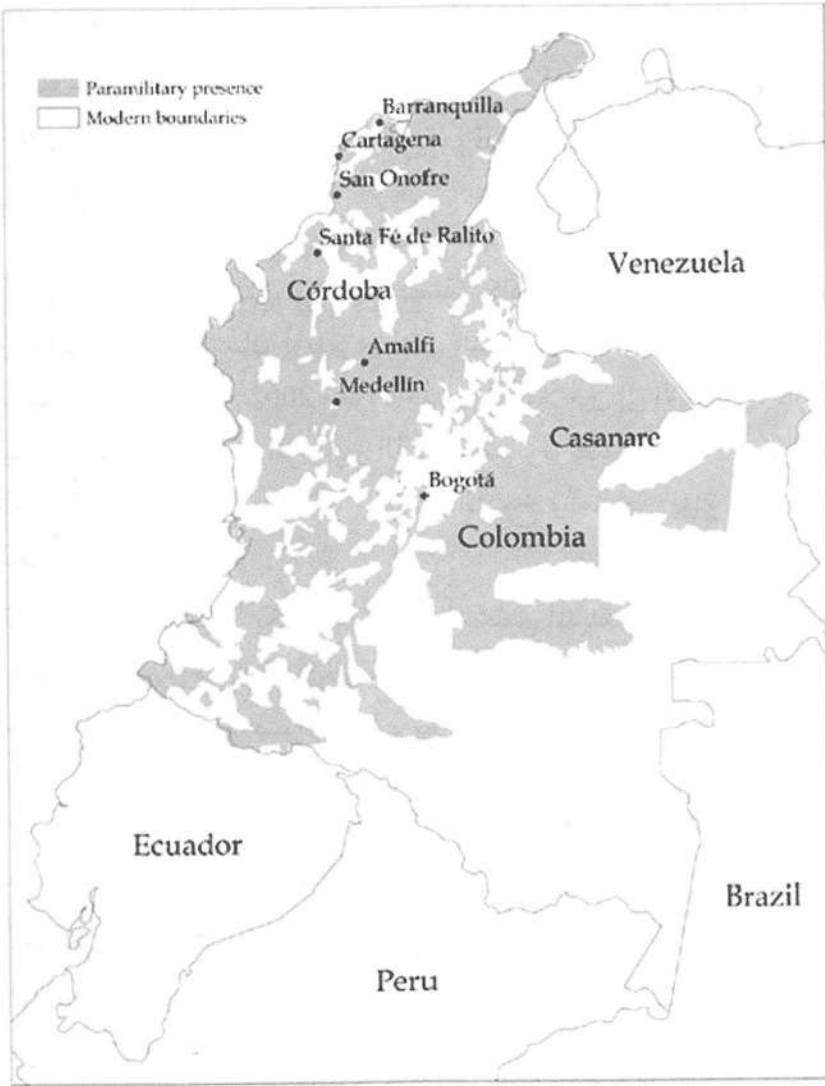 Paramilitary presence
Modern boundaries
Barranquilla
Cartagena
San Onofre
Santa Fé de Ralito
Venezuela
Córdoba
Amalfi
Medellín
Casanare
Bogotá
Colombia
Ecuador
Brazil
Peru